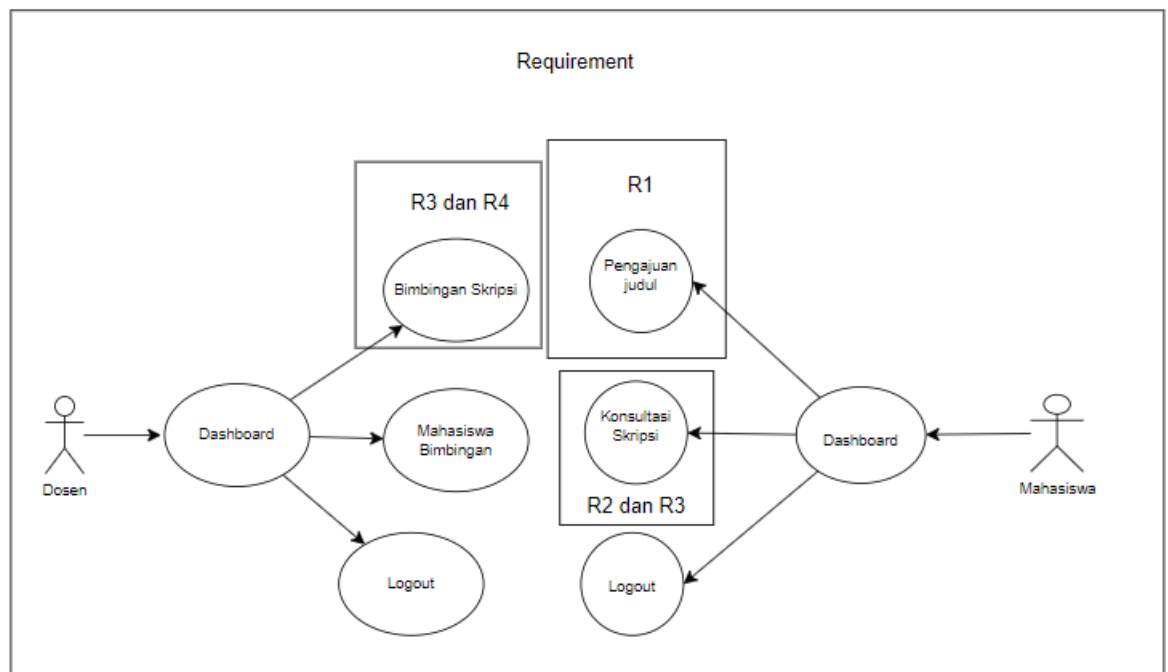 Requirement
R3 dan R4
R1
Bimbingan Skripsi
Pengajuan
judul
Dashboard
Mahasiswa
Bimbingan
Konsultasi
Skripsi
Dashboard
Dosen
Mahasiswa
R2 dan R3
Logout
Logout